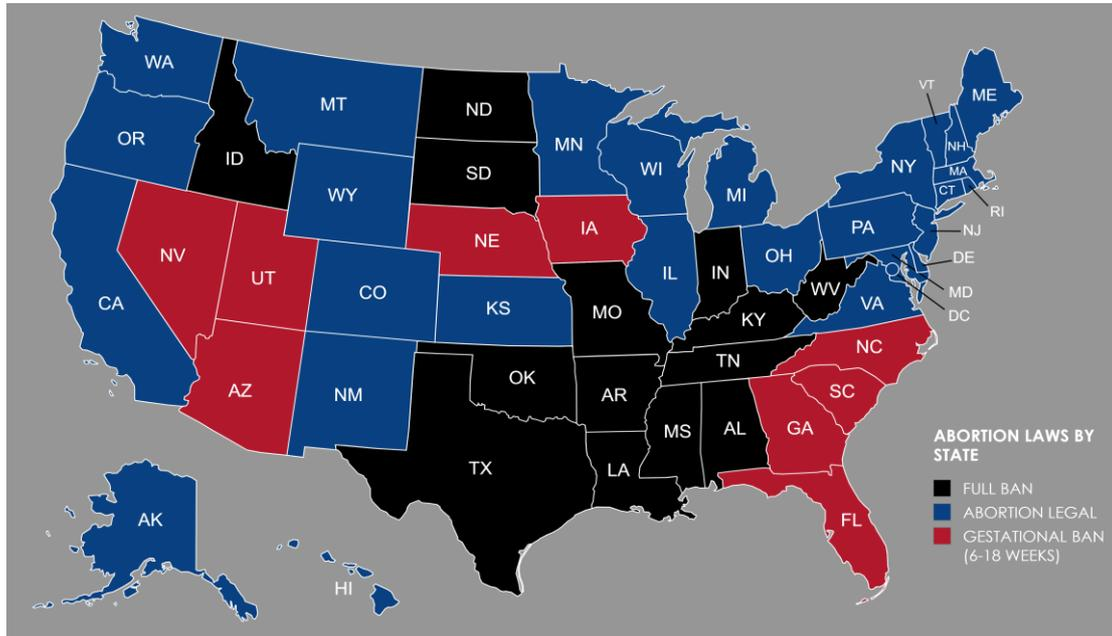 WA
MT
ND
MN
VT
ME
OR
ID
SD
WI
MI
NY
NH
MA
CT
RI
WY
NV
UT
NE
IA
PA
NJ
CA
CO
KS
IL
IN
OH
DE
MD
DC
WV
VA
MO
KY
NC
TN
AZ
NM
OK
AR
SC
MS
AL
GA
TX
LA
FL
AK
HI
ABORTION LAWS BY
STATE
FULL BAN
ABORTION LEGAL
GESTATIONAL BAN
(6-18 WEEKS)